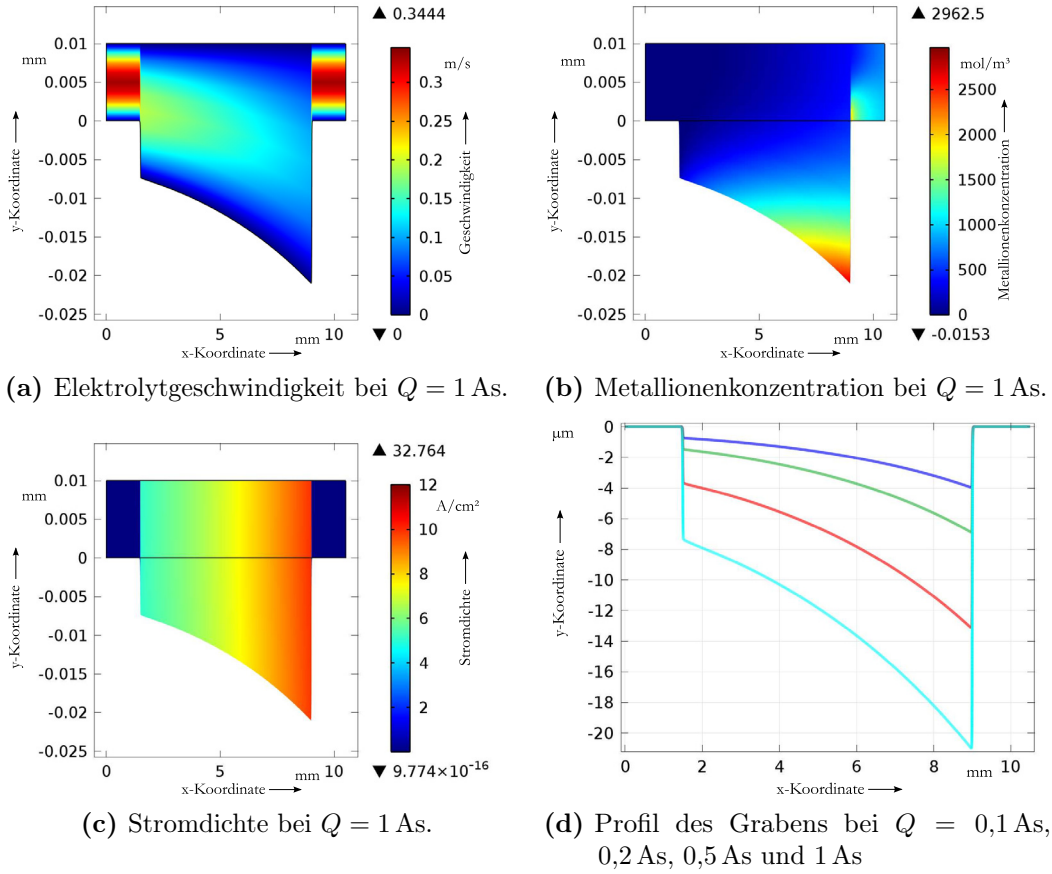 ▲ 0.3444
0.01
mm
0.005
0
-0.005
-0.01
-0.015
-0.02
-0.025
y-Koordinate
0
5
10
mm
x-Koordinate
m/s
0.3
0.25
0.2
0.15
0.1
0.05
0
Geschwindigkeit
▼ 0
(a) Elektrolytgeschwindigkeit bei Q = 1 As.
▲ 2962.5
0.01
mm
0.005
0
-0.005
-0.01
-0.015
-0.02
-0.025
y-Koordinate
0
5
10
mm
x-Koordinate
mol/m³
2500
2000
1500
1000
500
0
Metallionenkonzentration
▼ -0.0153
(b) Metallionenkonzentration bei Q = 1 As.
▲ 32.764
0.01
mm
0.005
0
-0.005
-0.01
-0.015
-0.02
-0.025
y-Koordinate
0
5
10
mm
x-Koordinate
12
A/cm²
10
8
6
4
2
Stromdichte
▼ 9.774×10⁻¹⁶
(c) Stromdichte bei Q = 1 As.
0
µm
-2
-4
-6
-8
-10
-12
-14
-16
-18
-20
y-Koordinate
0
2
4
6
8
mm
10
x-Koordinate
(d) Profil des Grabens bei Q = 0,1 As,
0,2 As, 0,5 As und 1 As